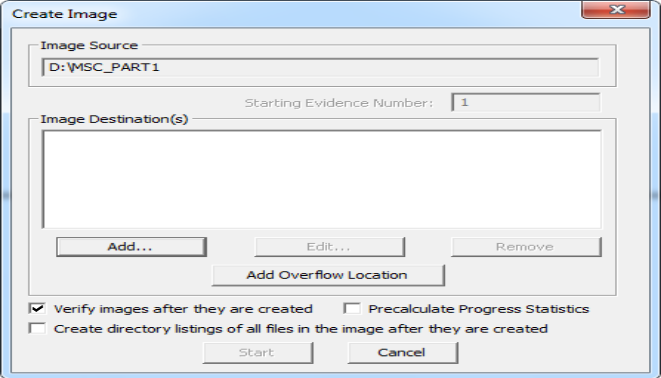 Create Image
Image Source
D:\MSC_PART1
Starting Evidence Number: 1
Image Destination(s)
Add... Edit... Remove
Add Overflow Location
Verify images after they are created Precalculate Progress Statistics
Create directory listings of all files in the image after they are created
Start Cancel